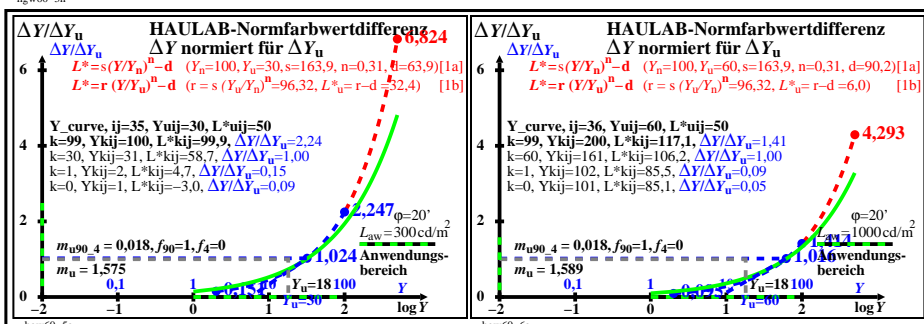 HAULAB-Normfarbwertdifferenz
ΔY/ΔYu
ΔY/ΔYu
ΔY normiert für ΔYu
6,824
L*=s(Y/Yn)^n−d (Yn=100, Yu=30, s=163,9, n=0,31, d=63,9)[1a]
L*=r (Y/Yu)^n−d (r = s (Yu/Yn)^n=96,32, L*u= r−d =32,4) [1b]
Y_curve, ij=35, Yuij=30, L*uij=50
k=99, Ykij=100, L*kij=99,9, ΔY/ΔYu=2,24
k=30, Ykij=31, L*kij=58,7, ΔY/ΔYu=1,00
k=1, Ykij=2, L*kij=4,7, ΔY/ΔYu=0,15
k=0, Ykij=1, L*kij=−3,0, ΔY/ΔYu=0,09
2,247
φ=20’
Law=300cd/m²
Anwendungs-
bereich
mu90_4 = 0,018, f90=1, f4=0
mu = 1,575
1,024
6
4
2
0
Yu=18
Yu=30
0,1 1 10 100 Y
−2 −1 0 1 2 log Y
HAULAB-Normfarbwertdifferenz
ΔY/ΔYu
ΔY/ΔYu
ΔY normiert für ΔYu
L*=s(Y/Yn)^n−d (Yn=100, Yu=60, s=163,9, n=0,31, d=90,2)[1a]
L*=r (Y/Yu)^n−d (r = s (Yu/Yn)^n=96,32, L*u= r−d =6,0) [1b]
Y_curve, ij=36, Yuij=60, L*uij=50
k=99, Ykij=200, L*kij=117,1, ΔY/ΔYu=1,41
k=60, Ykij=161, L*kij=106,2, ΔY/ΔYu=1,00
k=1, Ykij=102, L*kij=85,5, ΔY/ΔYu=0,09
k=0, Ykij=101, L*kij=85,1, ΔY/ΔYu=0,05
4,293
φ=20’
Law=1000cd/m²
Anwendungs-
bereich
mu90_4 = 0,018, f90=1, f4=0
mu = 1,589
6
4
2
0
Yu=18
Yu=60
0,1 1 10 100 Y
−2 −1 0 1 2 log Y